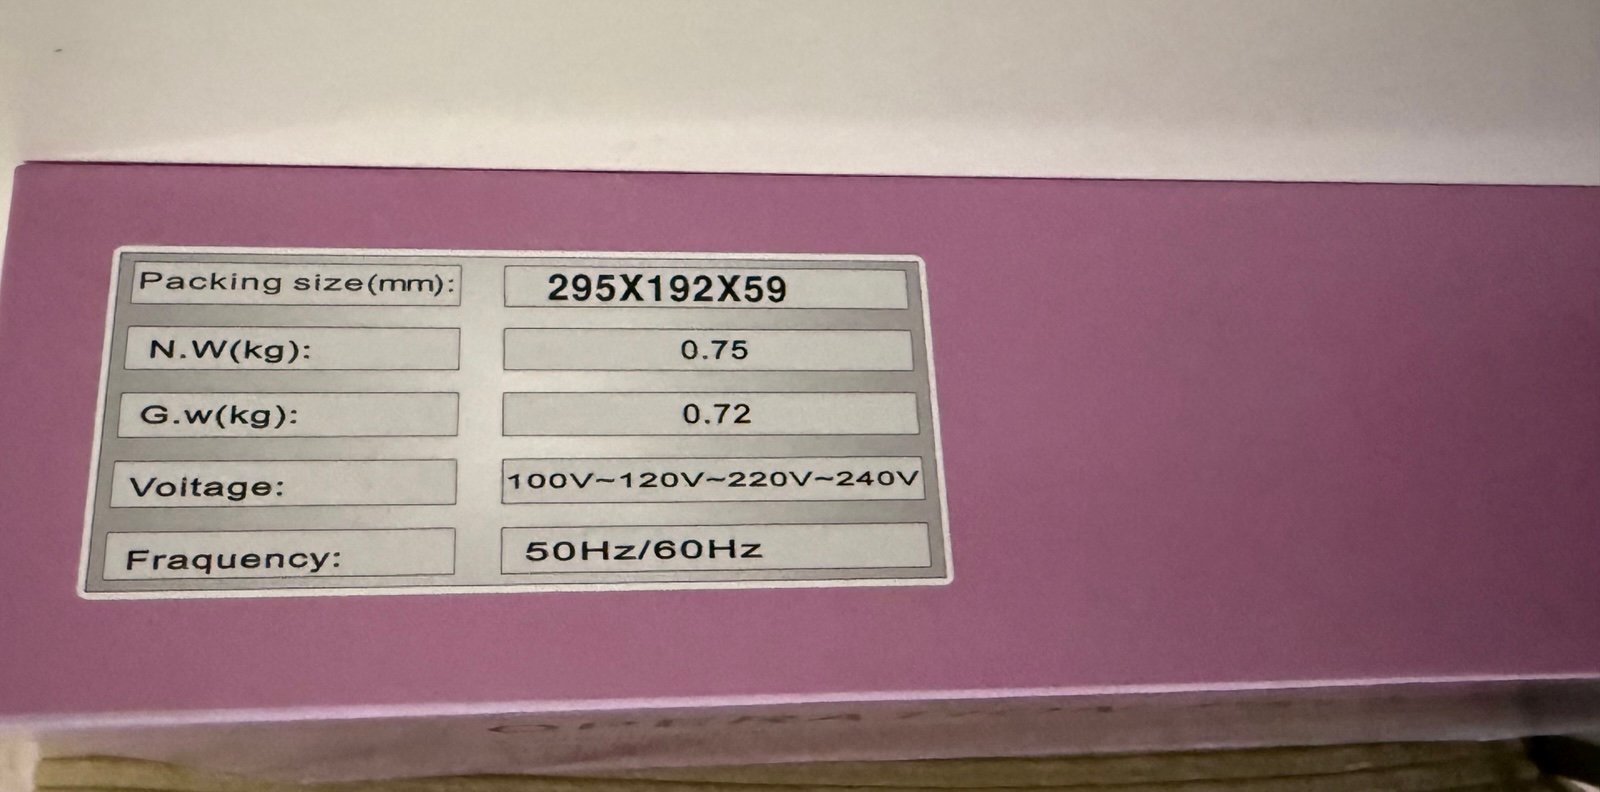 Packing size(mm): 295X192X59
N.W(kg): 0.75
G.w(kg): 0.72
Voitage: 100V~120V~220V~240V
Fraquency: 50Hz/60Hz